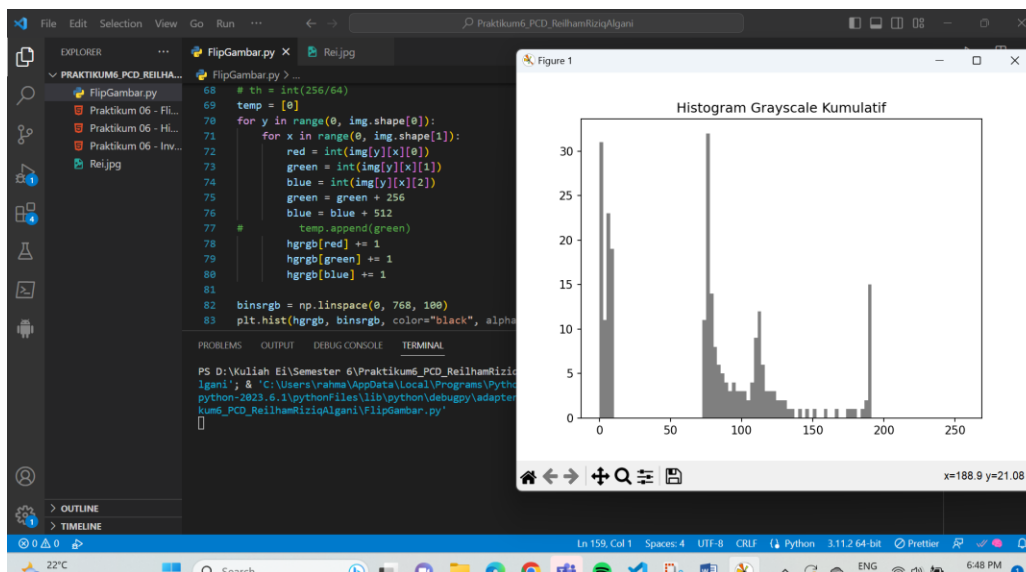 File Edit Selection View Go Run ···
Praktikum6_PCD_ReilhamRiziqAlgani
EXPLORER ···
PRAKTIKUM6_PCD_REILHA...
FlipGambar.py
Praktikum 06 - Fli...
Praktikum 06 - Hi...
Praktikum 06 - Inv...
Rei.jpg
OUTLINE
TIMELINE
FlipGambar.py
Rei.jpg
FlipGambar.py > ...
68 # th = int(256/64)
69 temp = [0]
70 for y in range(0, img.shape[0]):
71 for x in range(0, img.shape[1]):
72 red = int(img[y][x][0])
73 green = int(img[y][x][1])
74 blue = int(img[y][x][2])
75 green = green + 256
76 blue = blue + 512
77 # temp.append(green)
78 hgrgb[red] += 1
79 hgrgb[green] += 1
80 hgrgb[blue] += 1
81
82 binsrgb = np.linspace(0, 768, 100)
83 plt.hist(hgrgb, binsrgb, color="black", alpha
PROBLEMS OUTPUT DEBUG CONSOLE TERMINAL
PS D:\Kuliah Ei\Semester 6\Praktikum6_PCD_ReilhamRiziq
lgani'; & 'C:\Users\rahma\AppData\Local\Programs\Pytho
python-2023.6.1\pythonFiles\lib\python\debugpy\adapter
kum6_PCD_ReilhamRiziqAlgani\FlipGambar.py'
Figure 1
Histogram Grayscale Kumulatif
30
25
20
15
10
5
0
0 50 100 150 200 250
x=188.9 y=21.08
0 0 0
Ln 159, Col 1 Spaces: 4 UTF-8 CRLF Python 3.11.2 64-bit Prettier
22°C
Search
ENG
6:48 PM